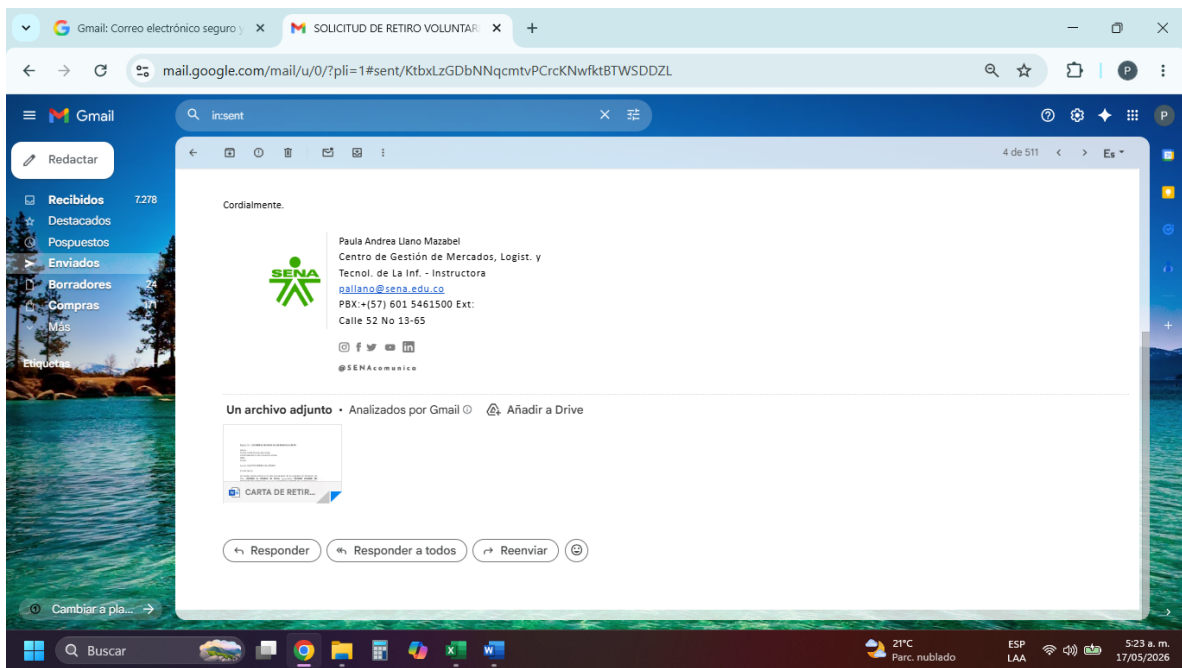 Gmail: Correo electrónico seguro y
SOLICITUD DE RETIRO VOLUNTAR
mail.google.com/mail/u/0/?pli=1#sent/KtbxLzGDbNNqcmtvPCrcKNwfktBTWSDDZL
P
Gmail
in:sent
P
Redactar
4 de 511
Es
Recibidos 7.278
Destacados
Pospuestos
Enviados
Borradores 24
Compras
Más
Etiquetas
Cordialmente.
SENA
Paula Andrea Llano Mazabel
Centro de Gestión de Mercados, Logist. y
Tecnol. de La Inf. - Instructora
pallano@sena.edu.co
PBX:+(57) 601 5461500 Ext:
Calle 52 No 13-65
@SENAcomunica
Un archivo adjunto • Analizados por Gmail Añadir a Drive
CARTA DE RETIR...
Responder
Responder a todos
Reenviar
Cambiar a pla...
Buscar
21°C
Parc. nublado
ESP
LAA
5:23 a. m.
17/05/2026